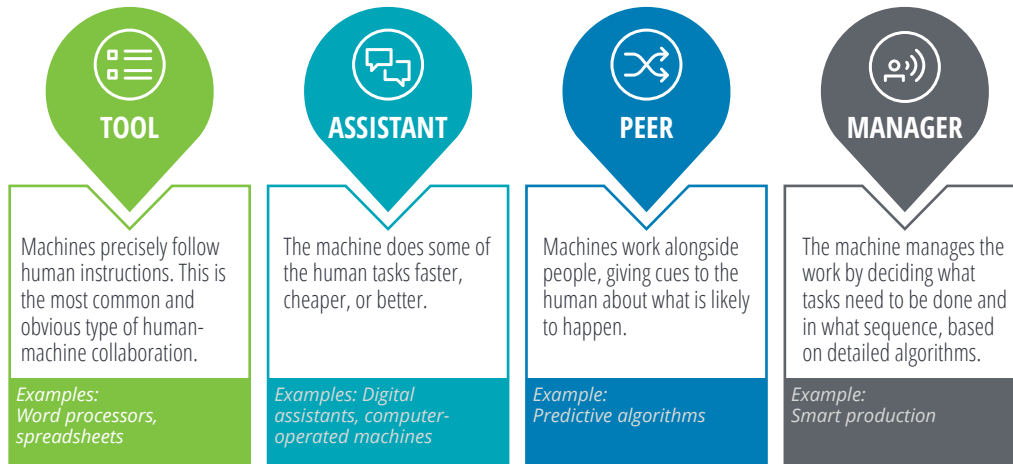 TOOL
Machines precisely follow
human instructions. This is
the most common and
obvious type of human-
machine collaboration.
Examples:
Word processors,
spreadsheets
ASSISTANT
The machine does some of
the human tasks faster,
cheaper, or better.
Examples: Digital
assistants, computer-
operated machines
PEER
Machines work alongside
people, giving cues to the
human about what is likely
to happen.
Example:
Predictive algorithms
MANAGER
The machine manages the
work by deciding what
tasks need to be done and
in what sequence, based
on detailed algorithms.
Example:
Smart production